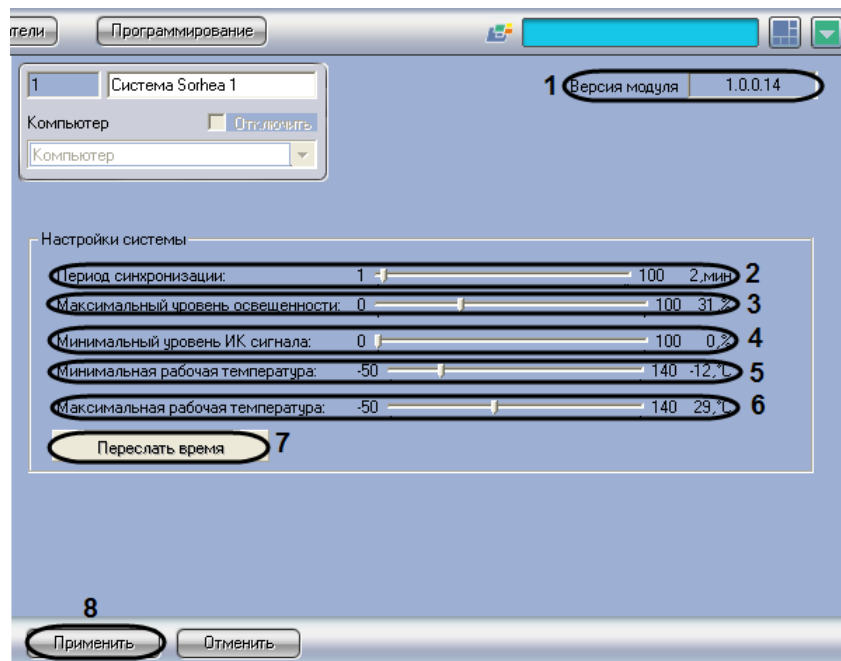 тели Программирование
1 Система Sorhea 1
1 Версия модуля 1.0.0.14
Компьютер Отключить
Компьютер
Настройки системы
Период синхронизации: 1 100 2,мин 2
Максимальный уровень освещенности: 0 100 31,% 3
Минимальный уровень ИК сигнала: 0 100 0,% 4
Минимальная рабочая температура: -50 140 -12,°C 5
Максимальная рабочая температура: -50 140 29,°C 6
Переслать время 7
8
Применить Отменить